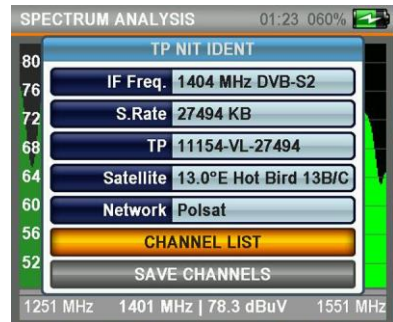 SPECTRUM ANALYSIS 01:23 060%
TP NIT IDENT
80
76
72
68
64
60
56
52
IF Freq. 1404 MHz DVB-S2
S.Rate 27494 KB
TP 11154-VL-27494
Satellite 13.0°E Hot Bird 13B/C
Network Polsat
CHANNEL LIST
SAVE CHANNELS
1251 MHz 1401 MHz | 78.3 dBuV 1551 MHz